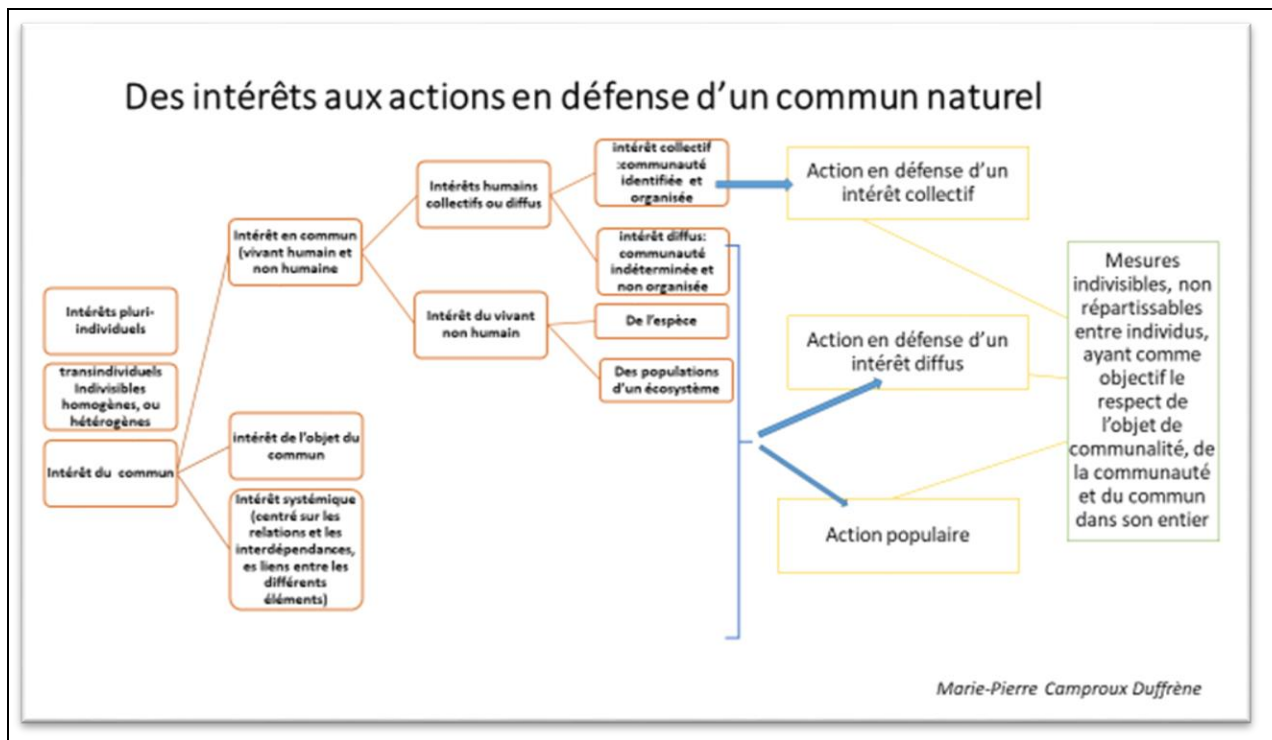 Des intérêts aux actions en défense d'un commun naturel
Intérêts pluri-
individuels
transindividuels
Indivisibles
homogènes, ou
hétérogènes
Intérêt du commun
Intérêt en commun
(vivant humain et
non humaine
intérêt de l'objet du
commun
Intérêt systémique
(centré sur les
relations et les
interdépendances,
es liens entre les
différents
éléments)
Intérêts humains
collectifs ou diffus
Intérêt du vivant
non humain
intérêt collectif
:communauté
identifiée et
organisée
intérêt diffus:
communauté
indéterminée et
non organisée
De l'espèce
Des populations
d'un écosystème
Action en défense d'un
intérêt collectif
Action en défense d'un
intérêt diffus
Action populaire
Mesures
indivisibles, non
répartissables
entre individus,
ayant comme
objectif le
respect de
l'objet de
communalité, de
la communauté
et du commun
dans son entier
Marie-Pierre Camproux Duffrène